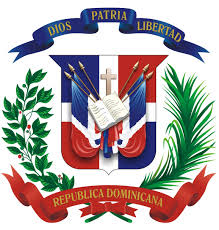 DIOS PATRIA LIBERTAD
REPUBLICA DOMINICANA